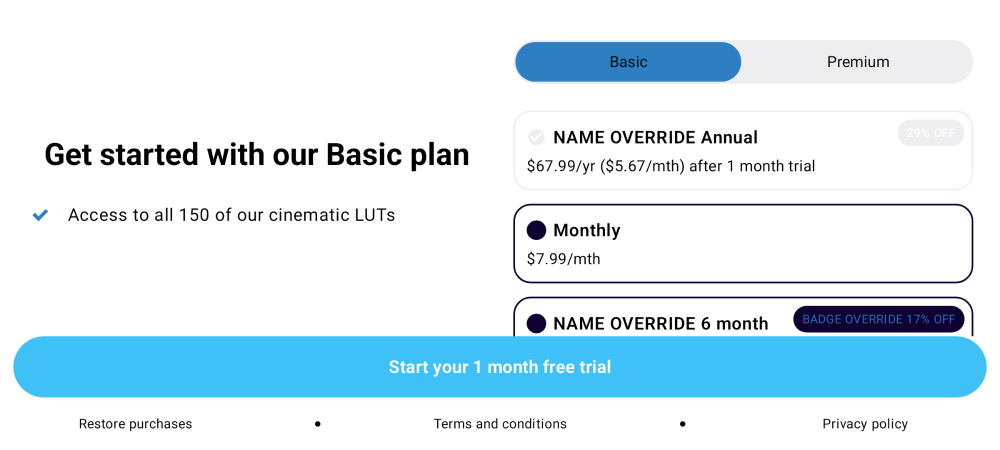 Basic
Premium
Get started with our Basic plan
Access to all 150 of our cinematic LUTs
NAME OVERRIDE Annual
29% OFF
$67.99/yr ($5.67/mth) after 1 month trial
Monthly
$7.99/mth
NAME OVERRIDE 6 month
BADGE OVERRIDE 17% OFF
Start your 1 month free trial
Restore purchases
Terms and conditions
Privacy policy